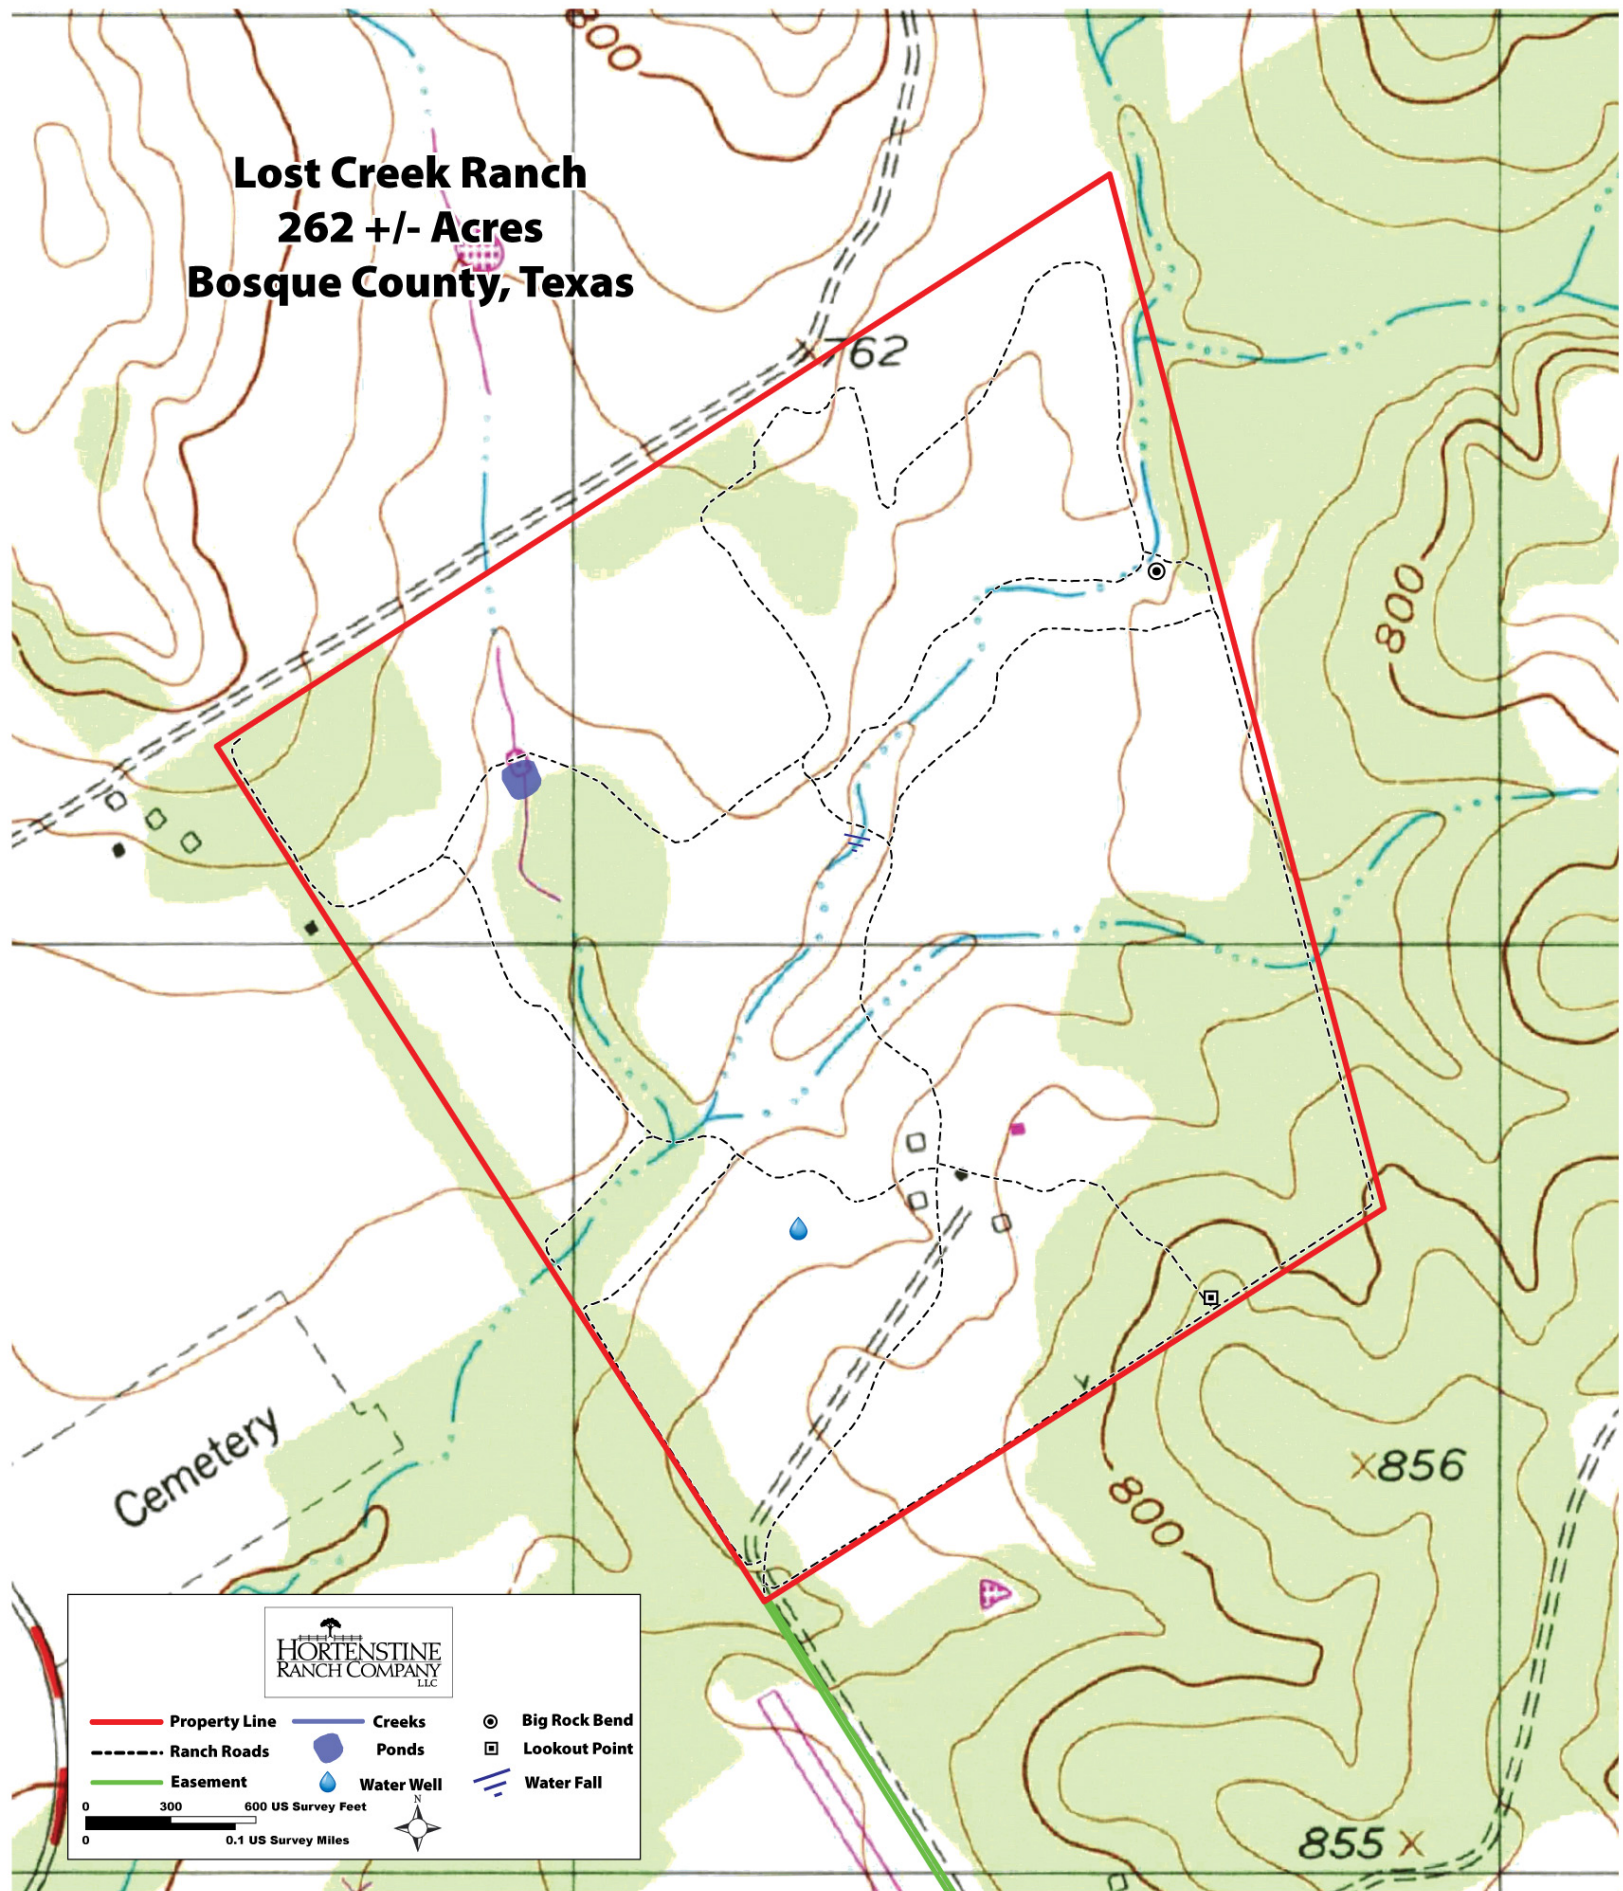 800
Lost Creek Ranch
262 +/- Acres
Bosque County, Texas
762
800
Cemetery
856
800
HORTENSTINE
RANCH COMPANY
LLC
Property Line
Creeks
Big Rock Bend
Ranch Roads
Ponds
Lookout Point
Easement
Water Well
Water Fall
0 300 600 US Survey Feet
N
0 0.1 US Survey Miles
855